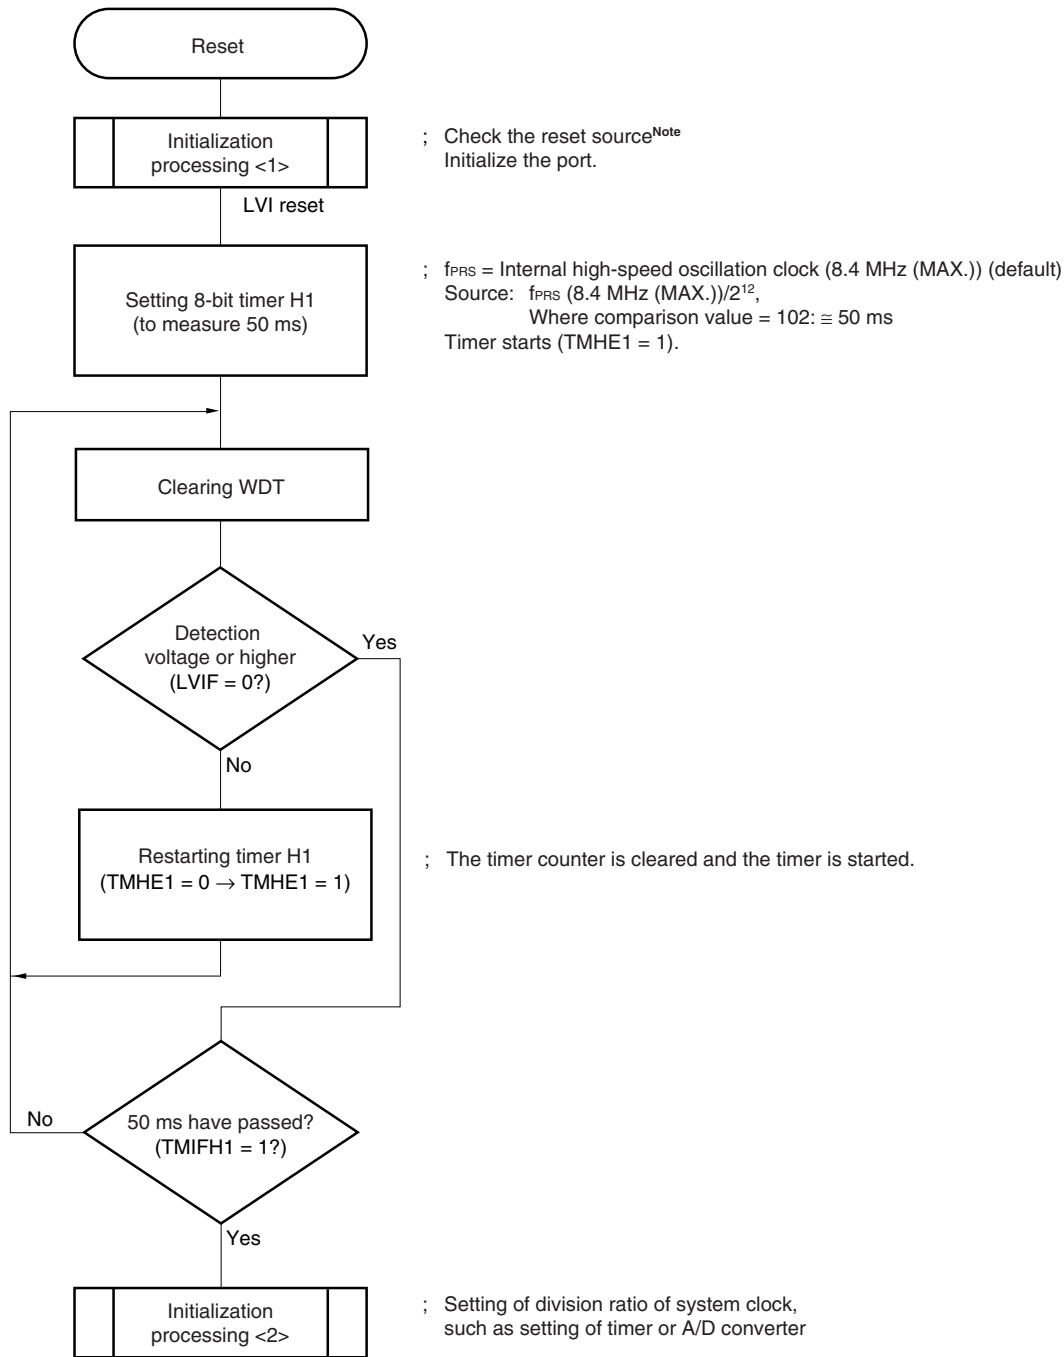 Reset
Initialization
processing <1>
; Check the reset sourceNote
Initialize the port.
LVI reset
Setting 8-bit timer H1
(to measure 50 ms)
; fPRS = Internal high-speed oscillation clock (8.4 MHz (MAX.)) (default)
Source: fPRS (8.4 MHz (MAX.))/2¹²,
Where comparison value = 102: ≅ 50 ms
Timer starts (TMHE1 = 1).
Clearing WDT
Detection
voltage or higher
(LVIF = 0?)
Yes
No
Restarting timer H1
(TMHE1 = 0 → TMHE1 = 1)
; The timer counter is cleared and the timer is started.
No
50 ms have passed?
(TMIFH1 = 1?)
Yes
Initialization
processing <2>
; Setting of division ratio of system clock,
such as setting of timer or A/D converter